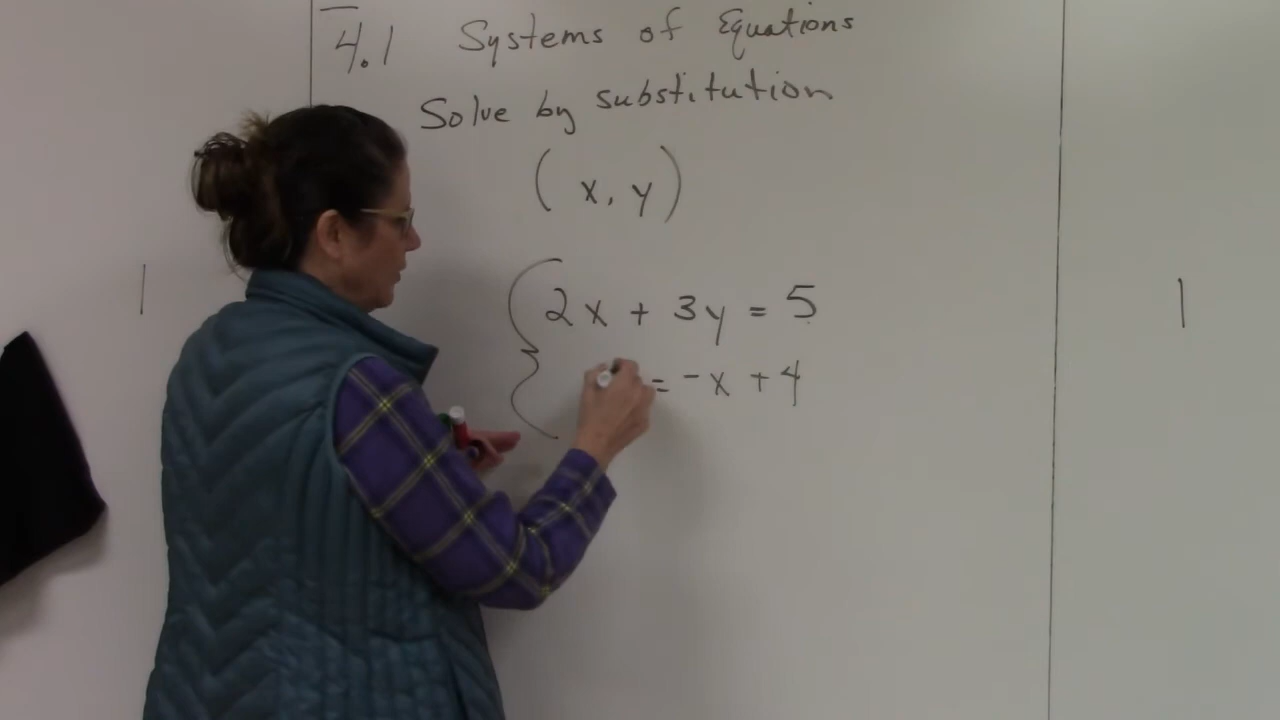 4.1 Systems of Equations
Solve by substitution
(x, y)
2x + 3y = 5
= -x + 4